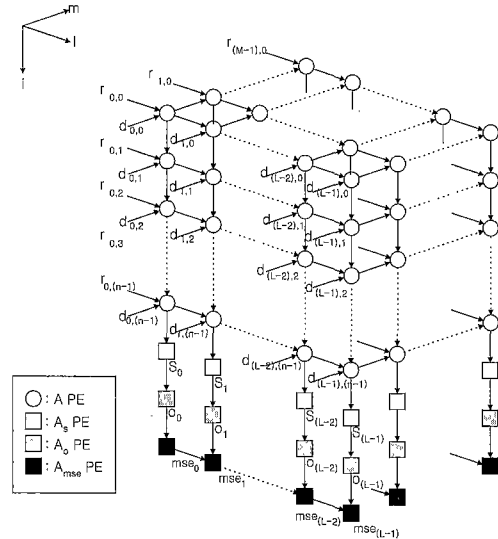 m
l
i
r(M-1),0
r1,0
r0,0
d0,0
d1,0
r0,1
d0,1
d1,1
d(L-2),0
d(L-1),0
r0,2
d0,2
d1,2
d(L-2),1
d(L-1),1
r0,3
d(L-2),2
d(L-1),2
r0,(n-1)
d0,(n-1)
d1,(n-1)
d(L-2),(n-1)
d(L-1),(n-1)
S0
S1
S(L-2)
S(L-1)
o0
o1
o(L-2)
o(L-1)
mse0
mse1
mse(L-2)
mse(L-1)
: A PE
: As PE
: Ao PE
: Amse PE